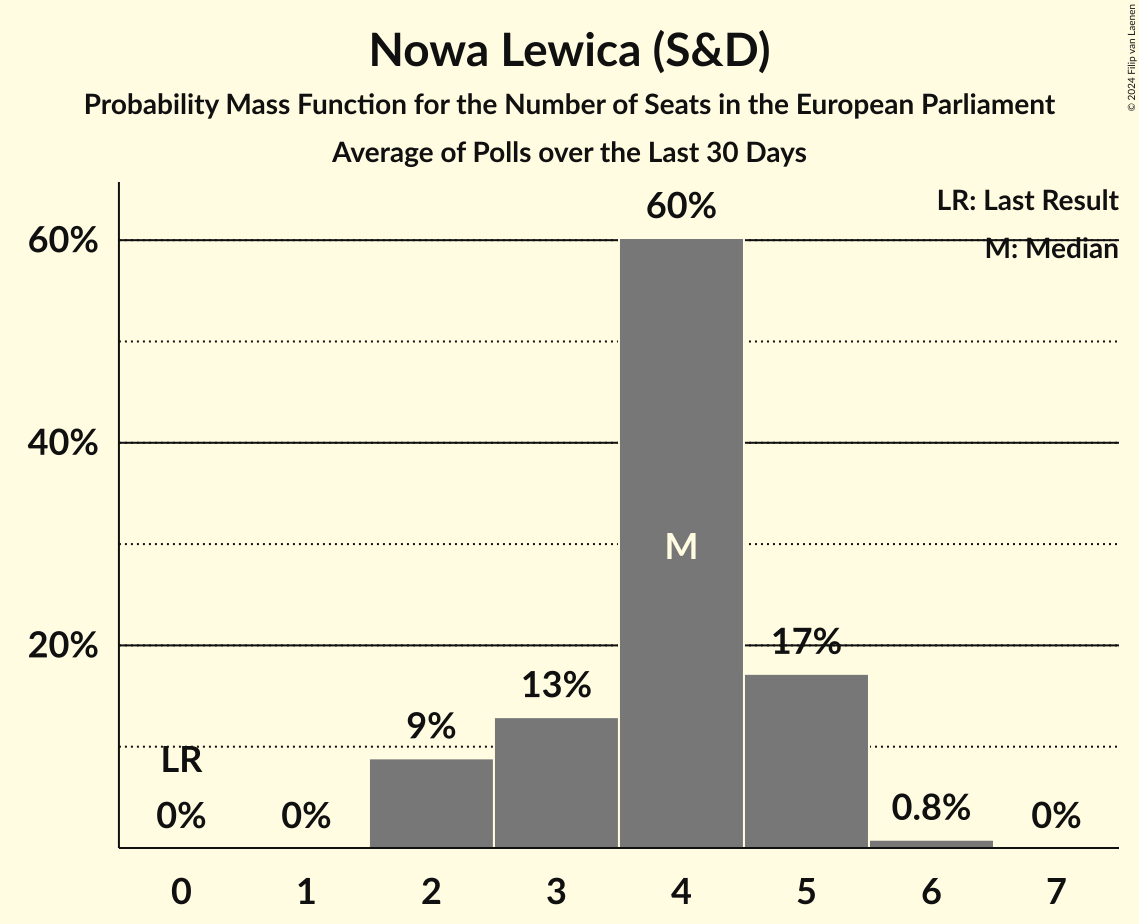 Nowa Lewica (S&D)
Probability Mass Function for the Number of Seats in the European Parliament
Average of Polls over the Last 30 Days
© 2024 Filip van Laenen
LR: Last Result
M: Median
60%
40%
20%
LR
0%
0%
9%
13%
60%
M
17%
0.8%
0%
0 1 2 3 4 5 6 7